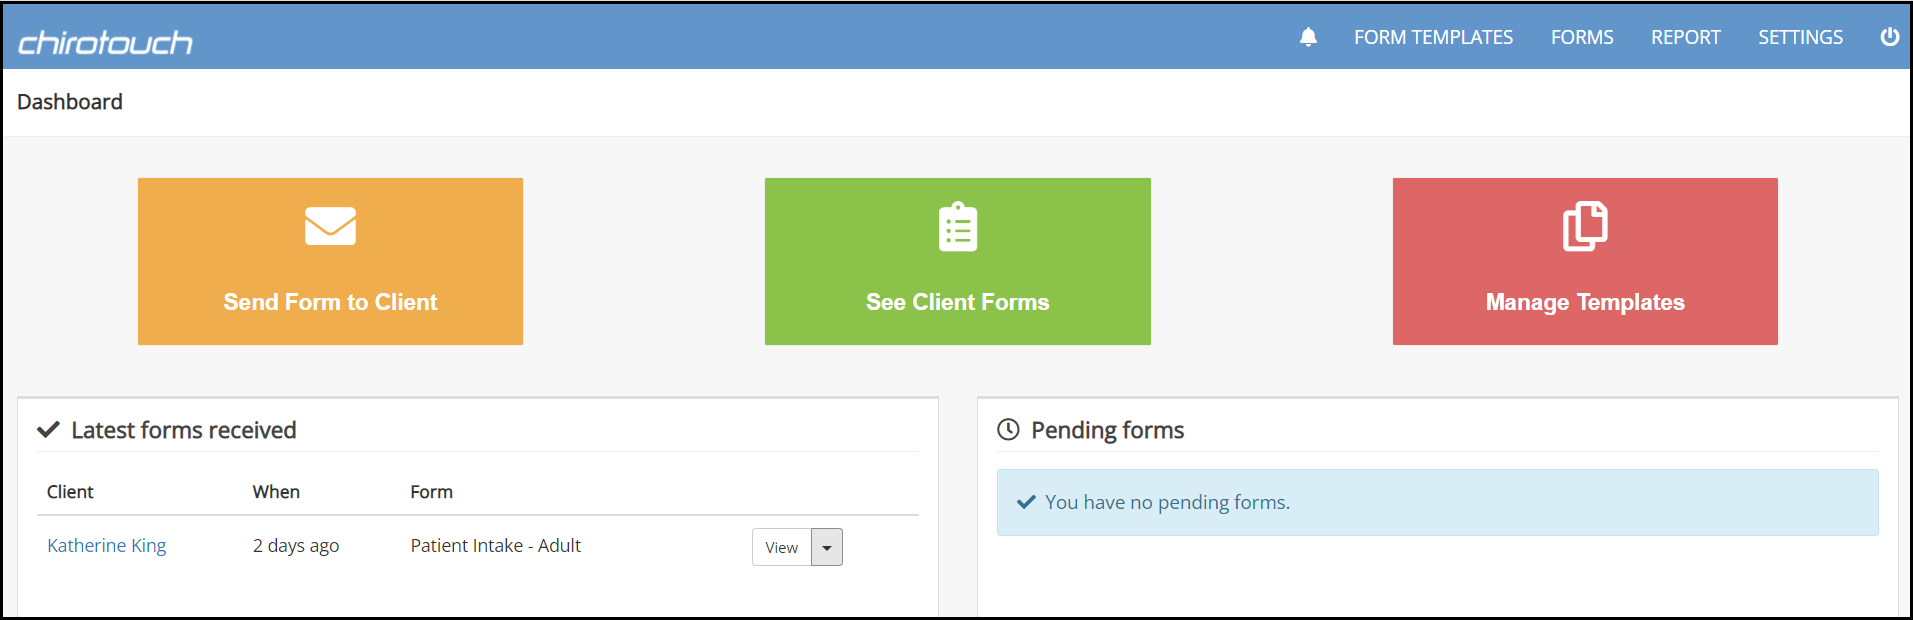 chirotouch
FORM TEMPLATES FORMS REPORT SETTINGS
Dashboard
Send Form to Client
See Client Forms
Manage Templates
Latest forms received
Client When Form
Katherine King 2 days ago Patient Intake - Adult View
Pending forms
You have no pending forms.